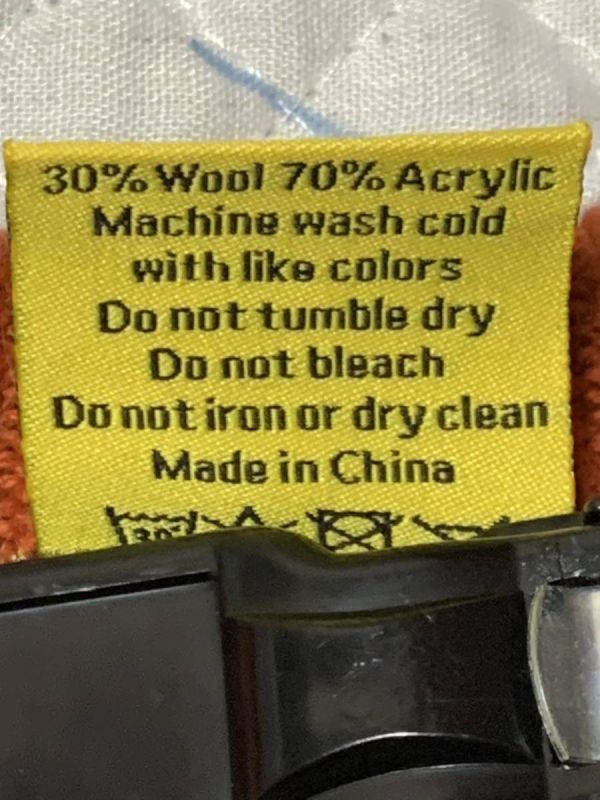 30% Wool 70% Acrylic
Machine wash cold
with like colors
Do not tumble dry
Do not bleach
Do not iron or dry clean
Made in China
30°